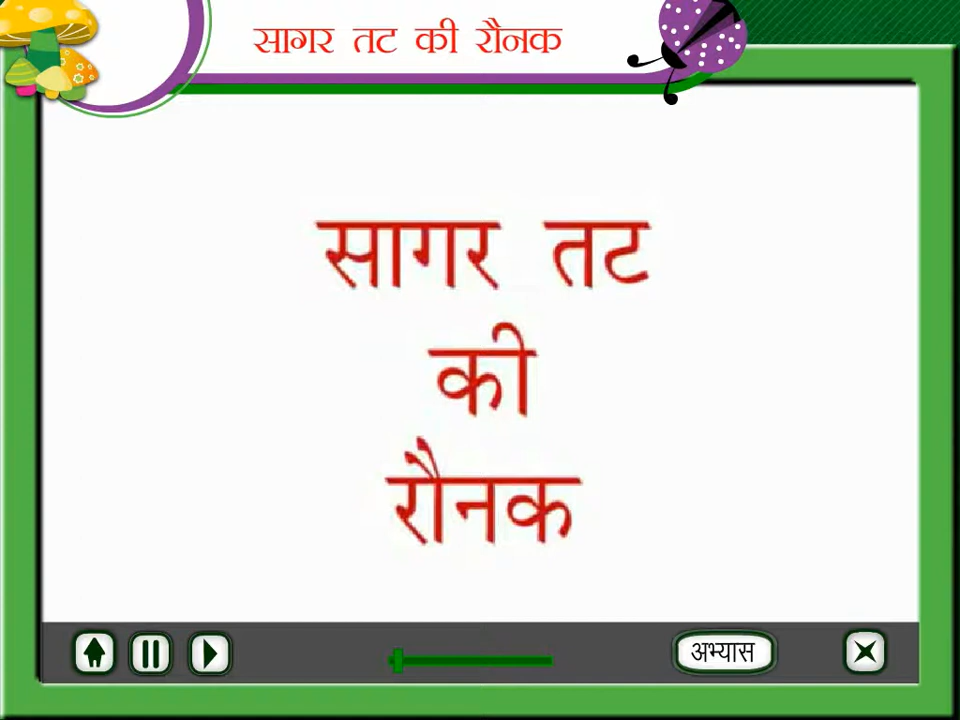 सागर तट की रौनक
सागर तट
की
रौनक
अभ्यास